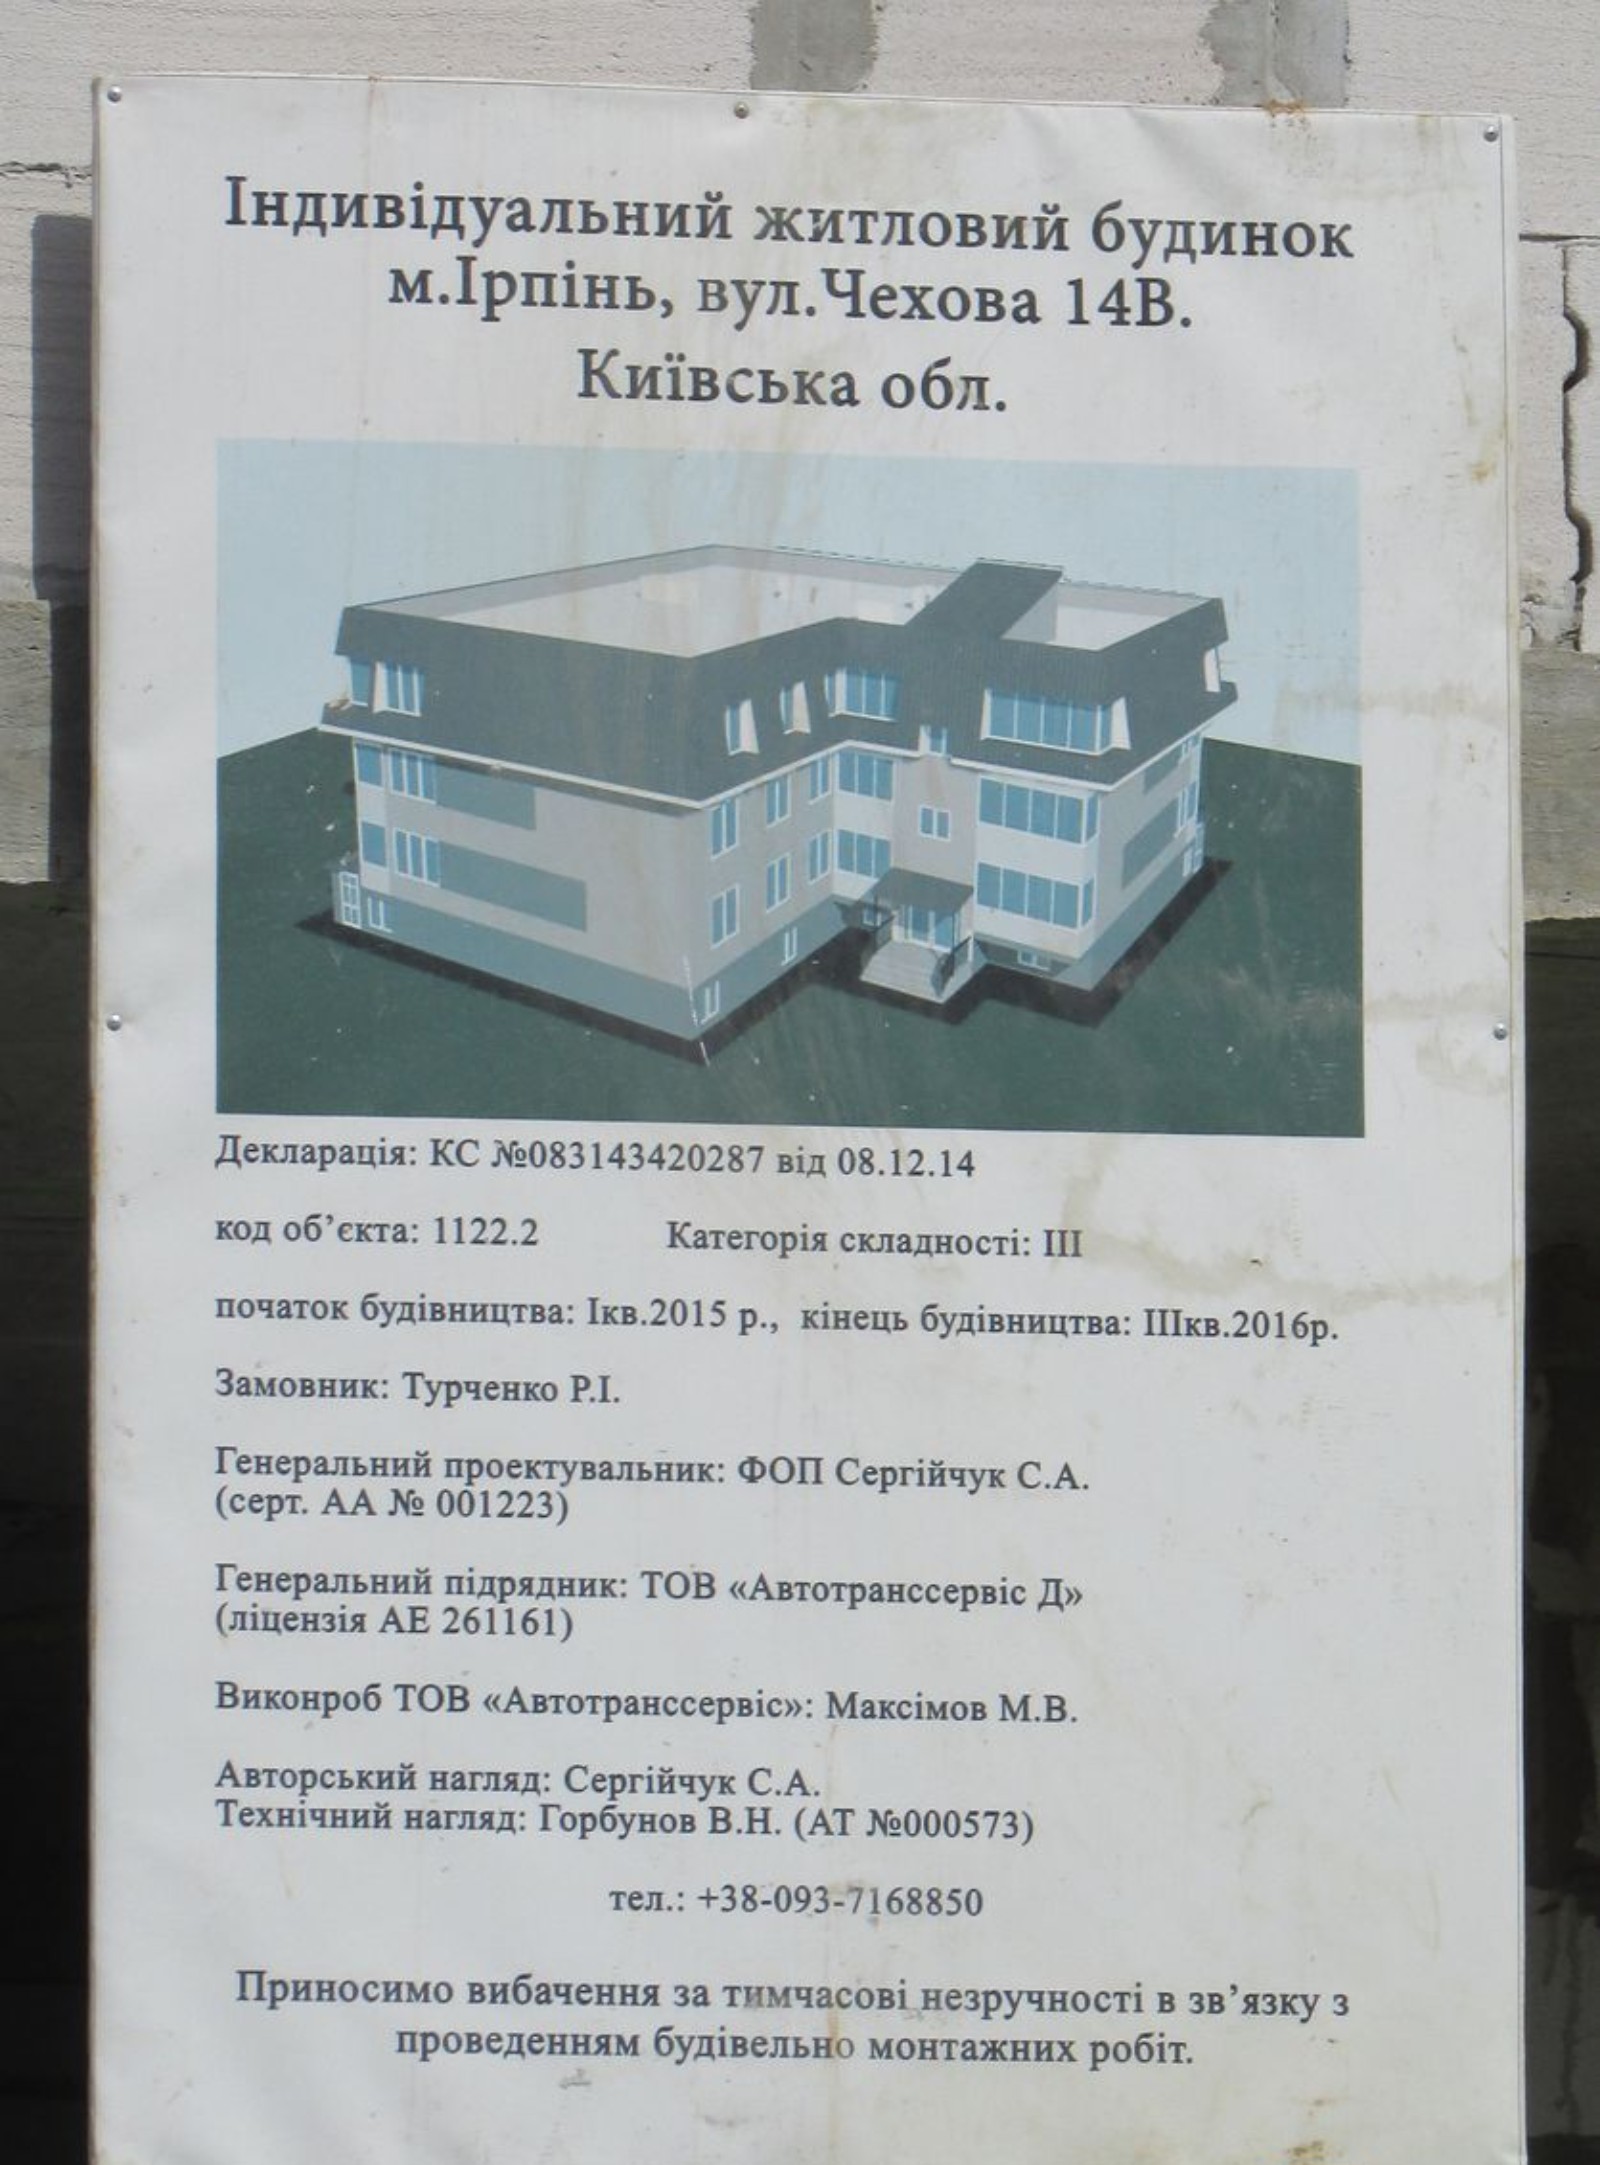 Індивідуальний житловий будинок
м.Ірпінь, вул.Чехова 14В.
Київська обл.
Декларація: КС №083143420287 від 08.12.14
код об’єкта: 1122.2 Категорія складності: ІІІ
початок будівництва: Ікв.2015 р., кінець будівництва: ІІІкв.2016р.
Замовник: Турченко Р.І.
Генеральний проектувальник: ФОП Сергійчук С.А.
(серт. АА № 001223)
Генеральний підрядник: ТОВ «Автотранссервіс Д»
(ліцензія АЕ 261161)
Виконроб ТОВ «Автотранссервіс»: Максімов М.В.
Авторський нагляд: Сергійчук С.А.
Технічний нагляд: Горбунов В.Н. (АТ №000573)
тел.: +38-093-7168850
Приносимо вибачення за тимчасові незручності в зв’язку з
проведенням будівельно монтажних робіт.